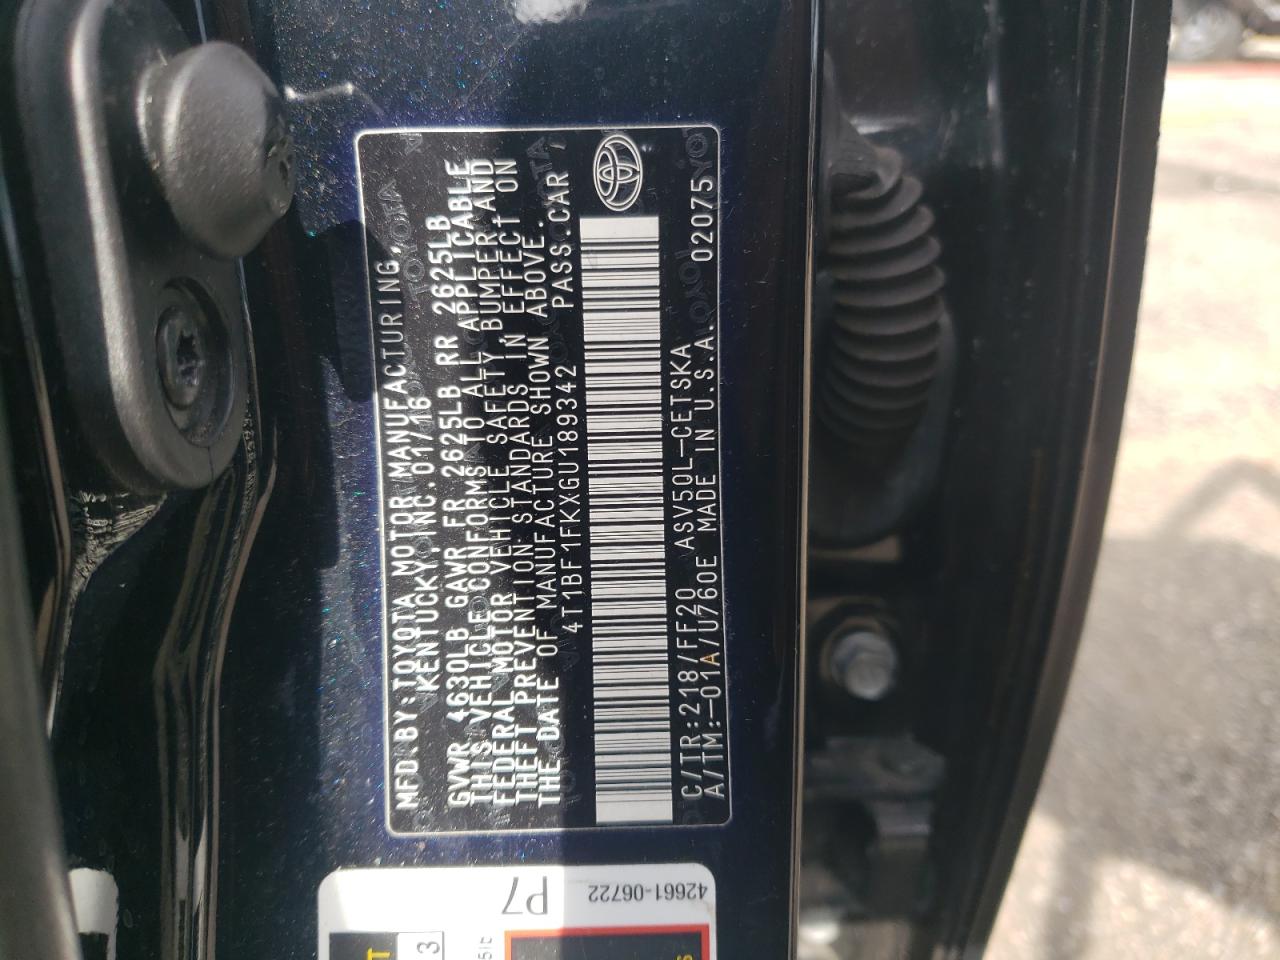 MFD.BY:TOYOTA MOTOR MANUFACTURING,
KENTUCKY, INC. 01/16
GVWR 4630LB GAWR FR 2625LB RR 2625LB
THIS VEHICLE CONFORMS TO ALL APPLICABLE
FEDERAL MOTOR VEHICLE SAFETY, BUMPER, AND
THEFT PREVENTION STANDARDS IN EFFECT ON
THE DATE OF MANUFACTURE SHOWN ABOVE.
4T1BF1FKXGU189342 PASS.CAR
C/TR:218/FF20 ASV50L-CETSKA
A/TM:-01A/U760E MADE IN U.S.A. 02075
P7
42661-06722
3